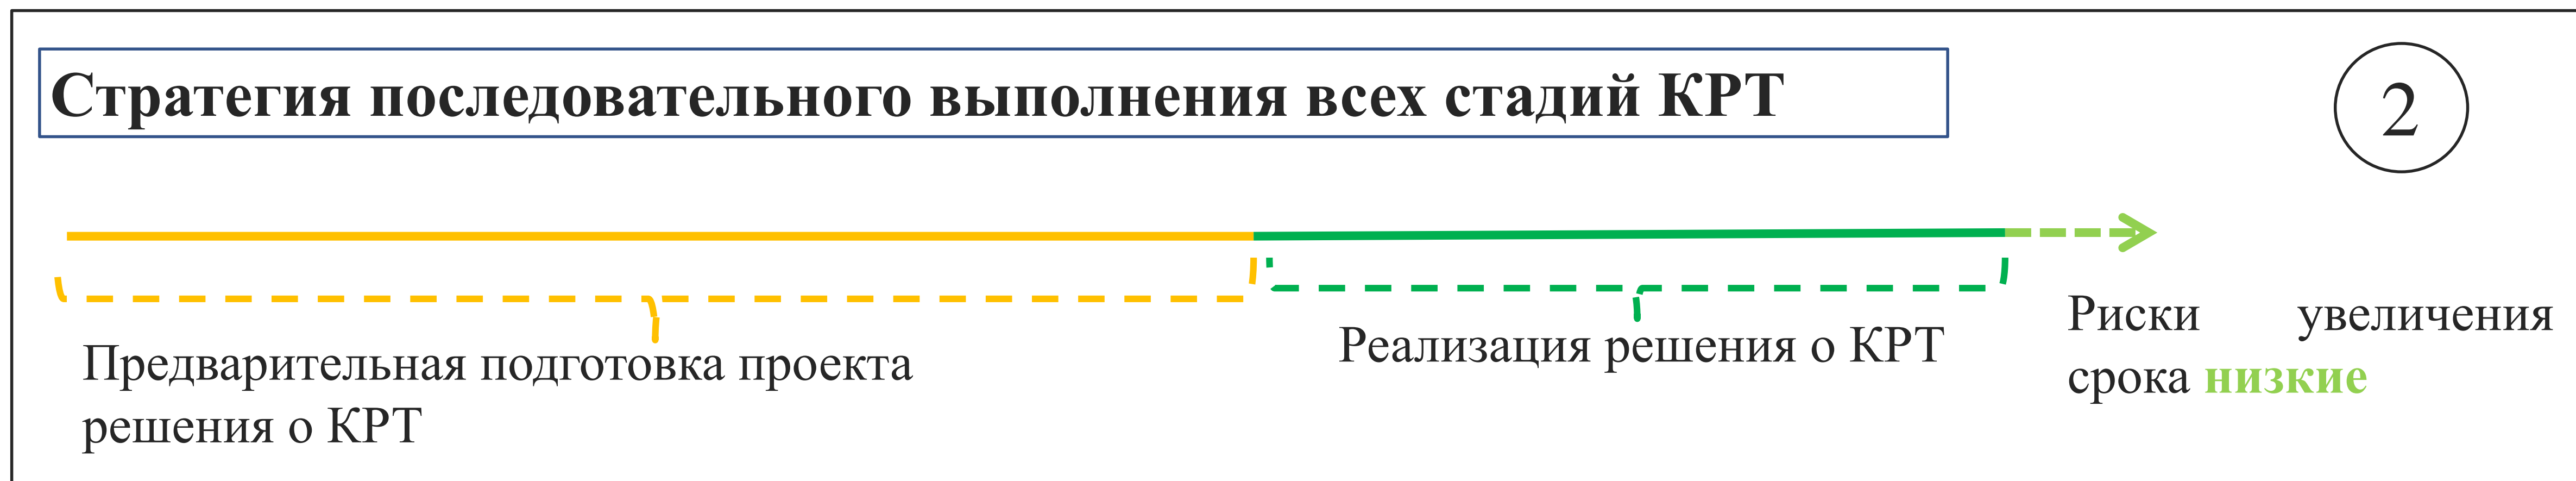 Стратегия последовательного выполнения всех стадий КРТ
2
Предварительная подготовка проекта
решения о КРТ
Реализация решения о КРТ
Риски увеличения
срока низкие